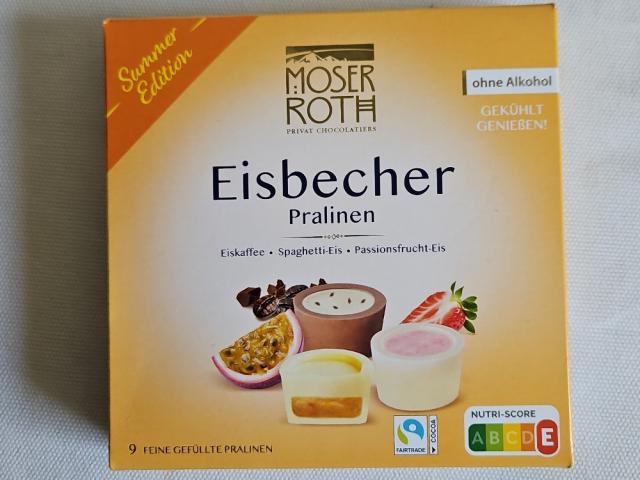 Summer
Edition
MOSER
ROTH
PRIVAT CHOCOLATIERS
ohne Alkohol
GEKÜHLT
GENIEẞEN!
Eisbecher
Pralinen
Eiskaffee • Spaghetti-Eis • Passionsfrucht-Eis
9 FEINE GEFÜLLTE PRALINEN
FAIRTRADE
COCOA
NUTRI-SCORE
A B C D E